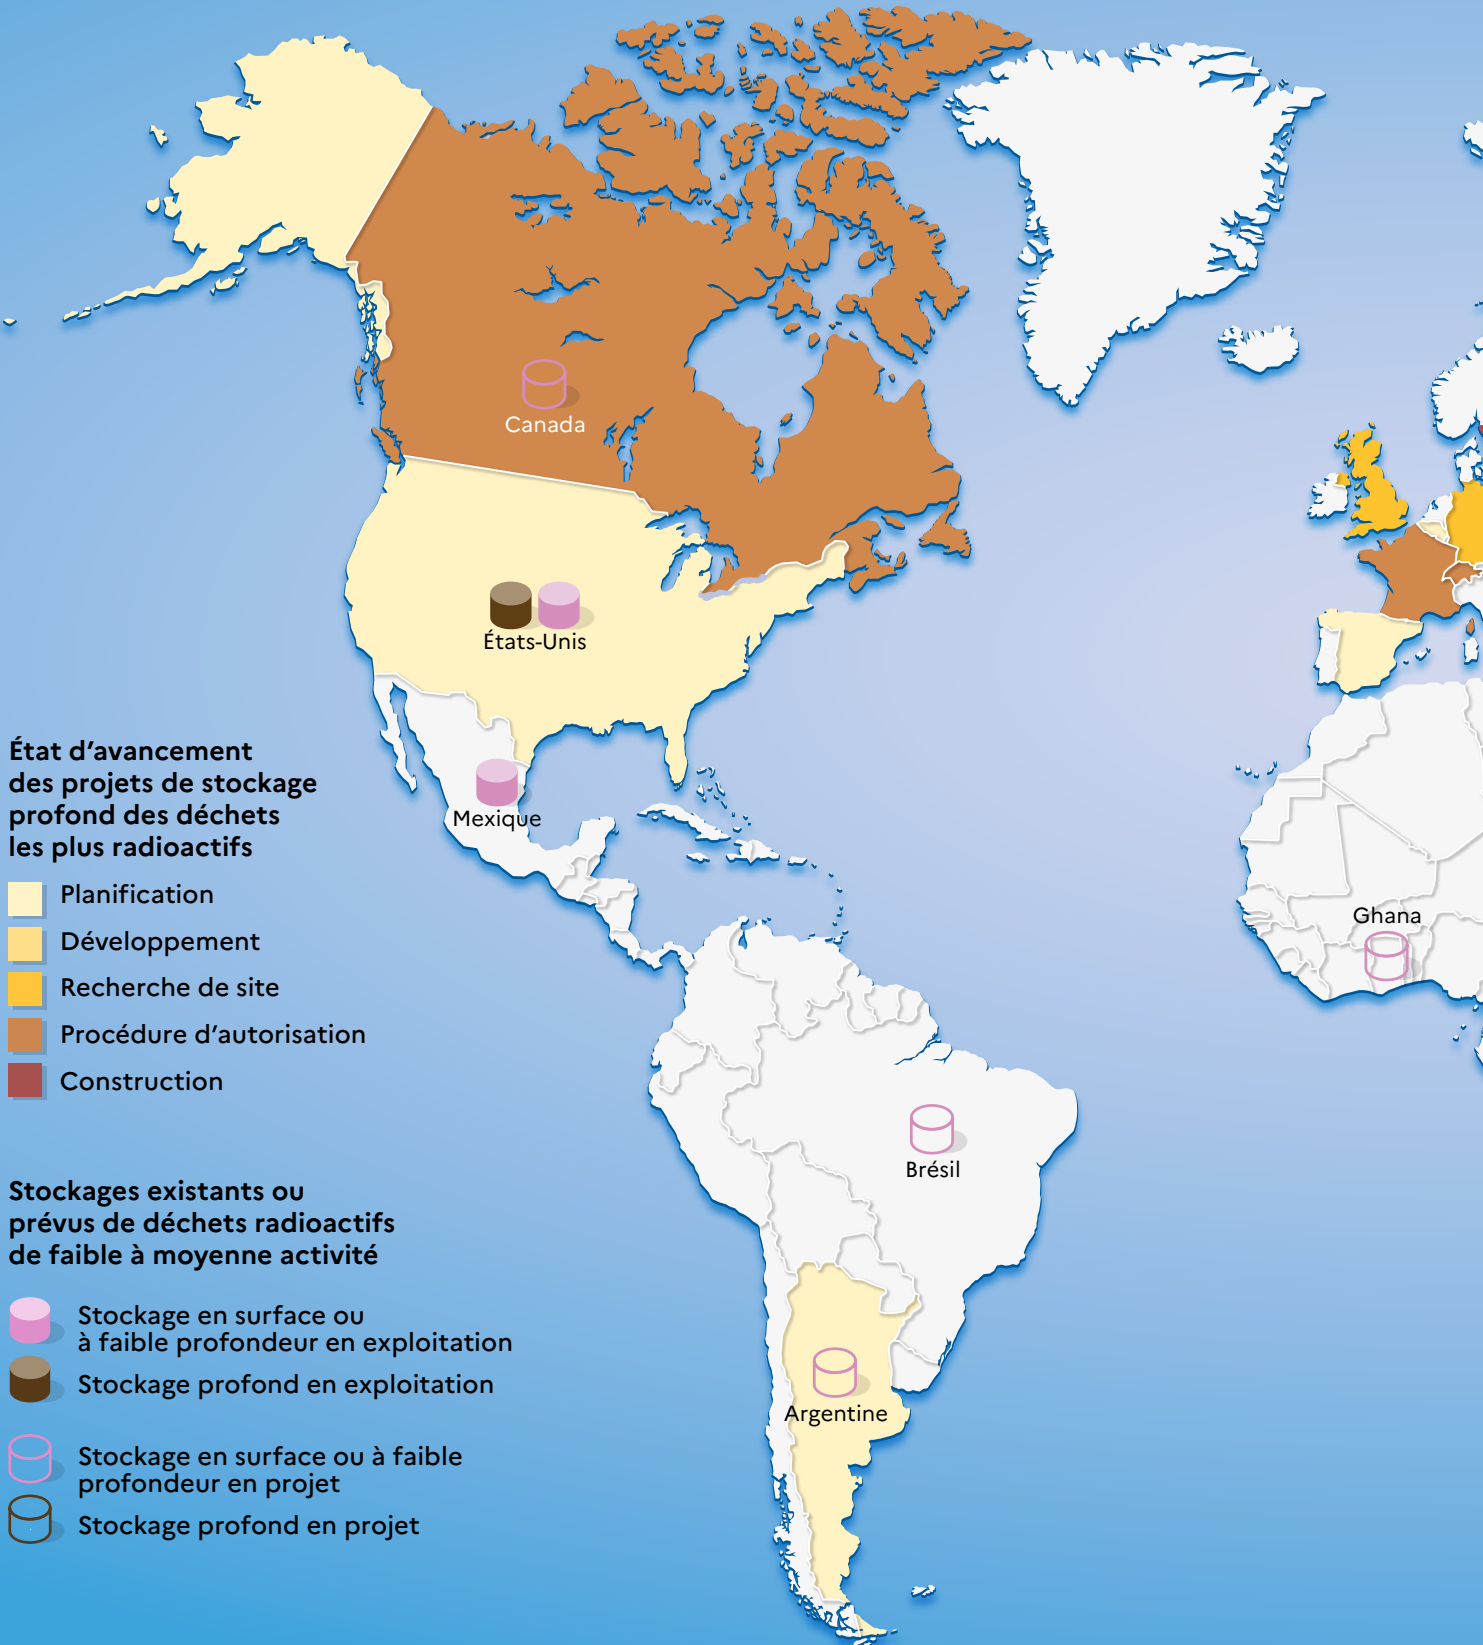 Canada
États-Unis
État d’avancement
des projets de stockage
profond des déchets
les plus radioactifs
Mexique
Planification
Ghana
Développement
Recherche de site
Procédure d’autorisation
Construction
Brésil
Stockages existants ou
prévus de déchets radioactifs
de faible à moyenne activité
Stockage en surface ou
à faible profondeur en exploitation
Stockage profond en exploitation
Argentine
Stockage en surface ou à faible
profondeur en projet
Stockage profond en projet